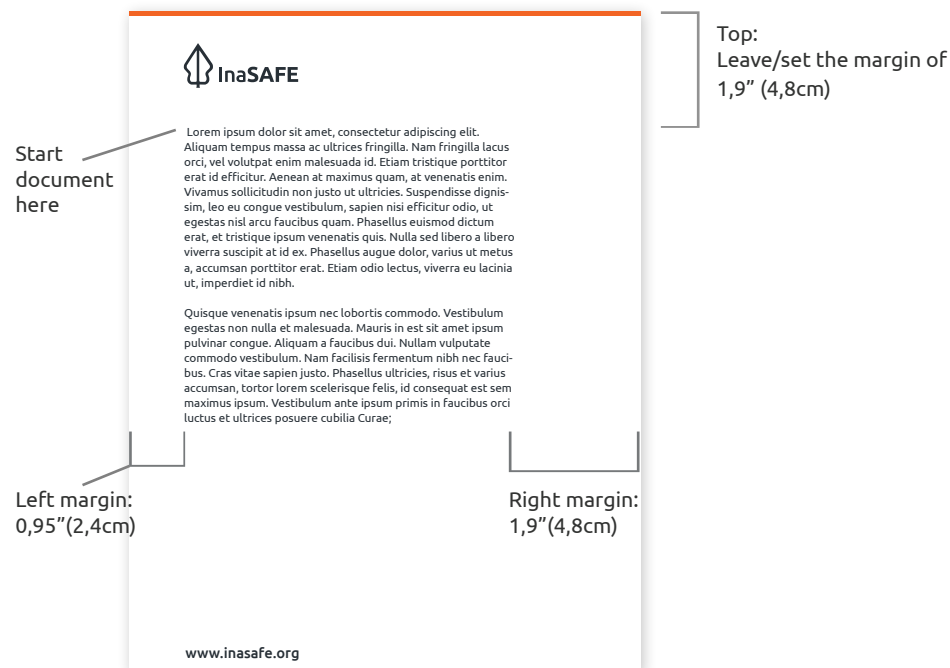 Top:
Leave/set the margin of
1,9” (4,8cm)
InaSAFE
Start
document
here
Lorem ipsum dolor sit amet, consectetur adipiscing elit.
Aliquam tempus massa ac ultrices fringilla. Nam fringilla lacus
orci, vel volutpat enim malesuada id. Etiam tristique porttitor
erat id efficitur. Aenean at maximus quam, at venenatis enim.
Vivamus sollicitudin non justo ut ultricies. Suspendisse dignis-
sim, leo eu congue vestibulum, sapien nisi efficitur odio, ut
egestas nisl arcu faucibus quam. Phasellus euismod dictum
erat, et tristique ipsum venenatis quis. Nulla sed libero a libero
viverra suscipit at id ex. Phasellus augue dolor, varius ut metus
a, accumsan porttitor erat. Etiam odio lectus, viverra eu lacinia
ut, imperdiet id nibh.
Quisque venenatis ipsum nec lobortis commodo. Vestibulum
egestas non nulla et malesuada. Mauris in est sit amet ipsum
pulvinar congue. Aliquam a faucibus dui. Nullam vulputate
commodo vestibulum. Nam facilisis fermentum nibh nec fauci-
bus. Cras vitae sapien justo. Phasellus ultricies, risus et varius
accumsan, tortor lorem scelerisque felis, id consequat est sem
maximus ipsum. Vestibulum ante ipsum primis in faucibus orci
luctus et ultrices posuere cubilia Curae;
Left margin:
0,95”(2,4cm)
Right margin:
1,9”(4,8cm)
www.inasafe.org